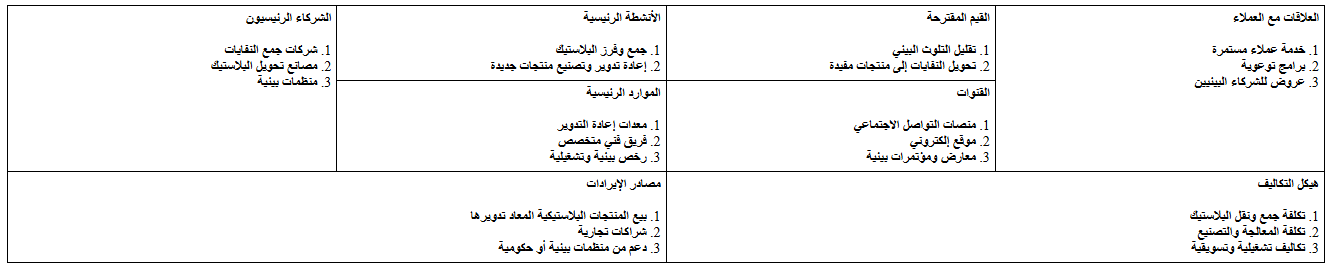 العلاقات مع العملاء
1. خدمة عملاء مستمرة
2. برامج توعوية
3. عروض للشركاء البيئيين
القيم المقترحة
1. تقليل التلوث البيئي
2. تحويل النفايات إلى منتجات مفيدة
القنوات
1. منصات التواصل الاجتماعي
2. موقع إلكتروني
3. معارض ومؤتمرات بيئية
الأنشطة الرئيسية
1. جمع وفرز البلاستيك
2. إعادة تدوير وتصنيع منتجات جديدة
الموارد الرئيسية
1. معدات إعادة التدوير
2. فريق فني متخصص
3. رخص بيئية وتشغيلية
الشركاء الرئيسيون
1. شركات جمع النفايات
2. مصانع تحويل البلاستيك
3. منظمات بيئية
هيكل التكاليف
1. تكلفة جمع ونقل البلاستيك
2. تكلفة المعالجة والتصنيع
3. تكاليف تشغيلية وتسويقية
مصادر الإيرادات
1. بيع المنتجات البلاستيكية المعاد تدويرها
2. شراكات تجارية
3. دعم من منظمات بيئية أو حكومية